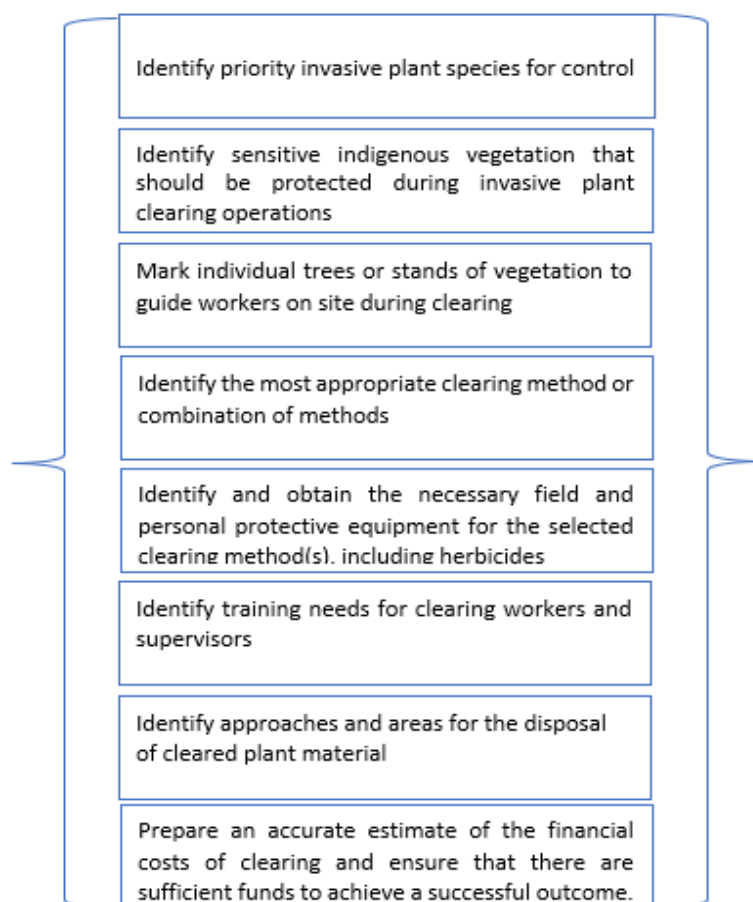 Identify priority invasive plant species for control
Identify sensitive indigenous vegetation that
should be protected during invasive plant
clearing operations
Mark individual trees or stands of vegetation to
guide workers on site during clearing
Identify the most appropriate clearing method or
combination of methods
Identify and obtain the necessary field and
personal protective equipment for the selected
clearing method(s), including herbicides
Identify training needs for clearing workers and
supervisors
Identify approaches and areas for the disposal
of cleared plant material
Prepare an accurate estimate of the financial
costs of clearing and ensure that there are
sufficient funds to achieve a successful outcome.